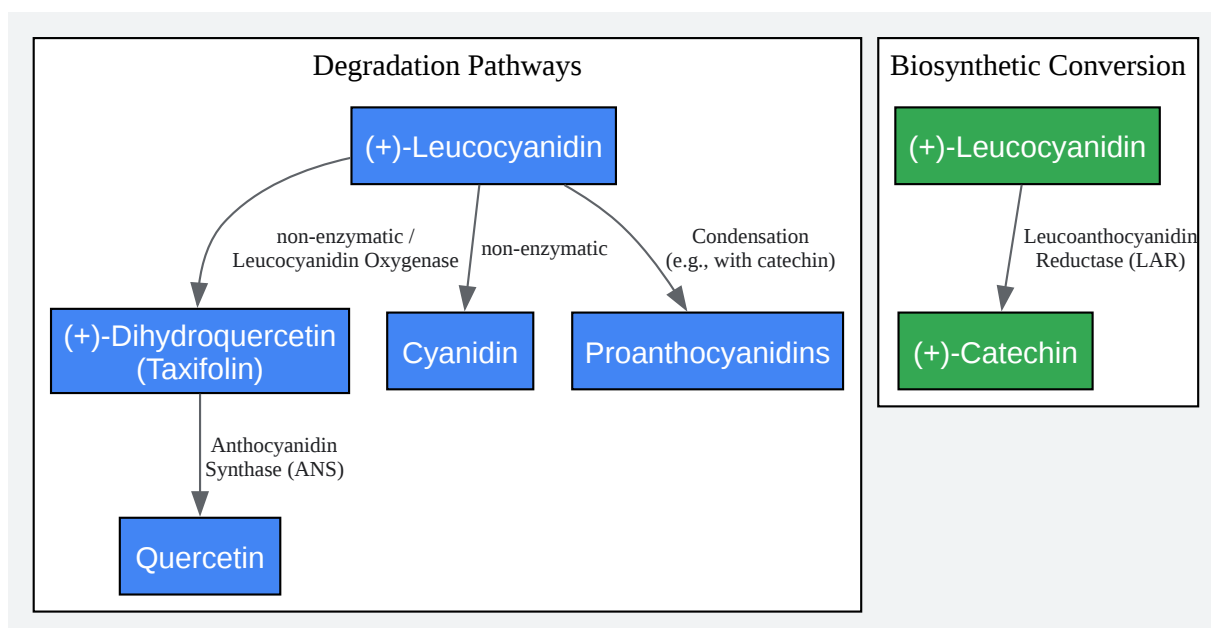 Degradation Pathways
(+)-Leucocyanidin
non-enzymatic /
Leucocyanidin Oxygenase
non-enzymatic
Condensation
(e.g., with catechin)
(+)-Dihydroquercetin
(Taxifolin)
Cyanidin
Proanthocyanidins
Anthocyanidin
Synthase (ANS)
Quercetin
Biosynthetic Conversion
(+)-Leucocyanidin
Leucoanthocyanidin
Reductase (LAR)
(+)-Catechin